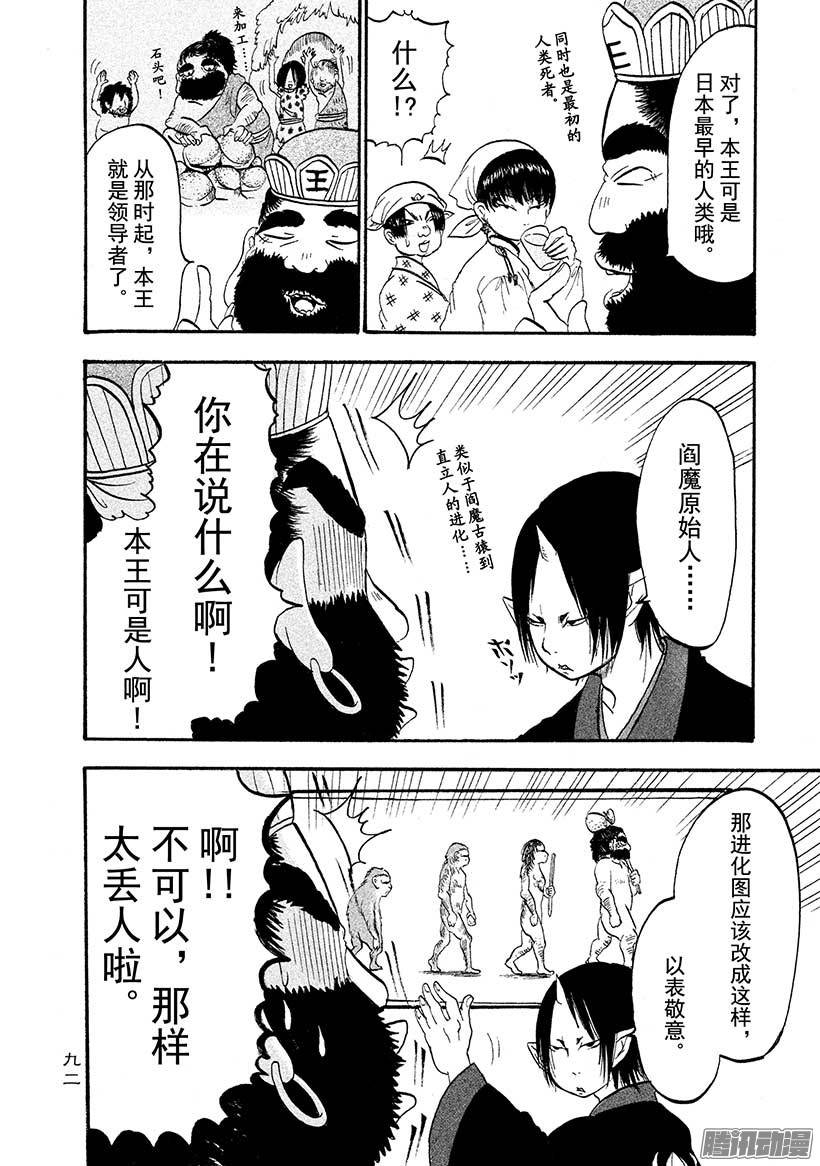 对了，本王可是
日本最早的人类哦。
同时也是最初的
人类死者。
什么！？
王
来加工……
石头吧！
从那时起，本王
就是领导者了。
王
阎魔原始人……
类似于阎魔古猿到
直立人的进化……
ボソッ
你在说什么啊！
本王可是人啊！
那进化图应该改成这样，
以表敬意。
啊！！
不可以，那样
太丢人啦。
九二
腾讯动漫